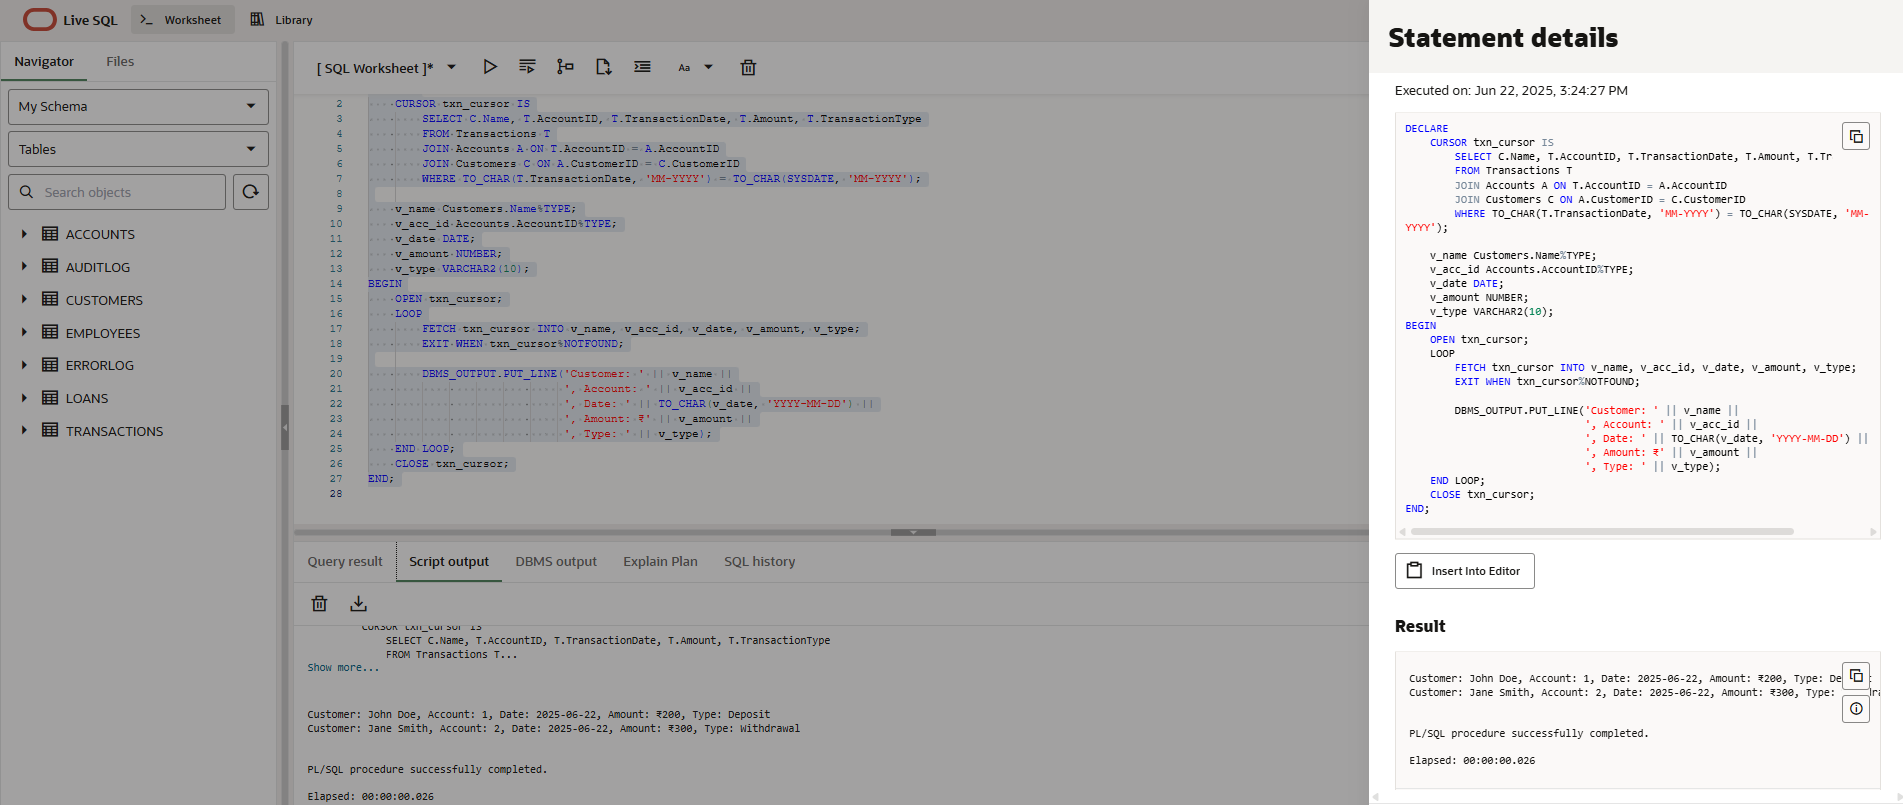 Live SQL
Worksheet
Library
Navigator
Files
My Schema
Tables
Search objects
ACCOUNTS
AUDITLOG
CUSTOMERS
EMPLOYEES
ERRORLOG
LOANS
TRANSACTIONS
[ SQL Worksheet ]*
Aa
2 CURSOR txn_cursor IS
3 SELECT C.Name, T.AccountID, T.TransactionDate, T.Amount, T.TransactionType
4 FROM Transactions T
5 JOIN Accounts A ON T.AccountID = A.AccountID
6 JOIN Customers C ON A.CustomerID = C.CustomerID
7 WHERE TO_CHAR(T.TransactionDate, 'MM-YYYY') = TO_CHAR(SYSDATE, 'MM-YYYY');
8
9 v_name Customers.Name%TYPE;
10 v_acc_id Accounts.AccountID%TYPE;
11 v_date DATE;
12 v_amount NUMBER;
13 v_type VARCHAR2(10);
14 BEGIN
15 OPEN txn_cursor;
16 LOOP
17 FETCH txn_cursor INTO v_name, v_acc_id, v_date, v_amount, v_type;
18 EXIT WHEN txn_cursor%NOTFOUND;
19
20 DBMS_OUTPUT.PUT_LINE('Customer: ' || v_name ||
21 ', Account: ' || v_acc_id ||
22 ', Date: ' || TO_CHAR(v_date, 'YYYY-MM-DD') ||
23 ', Amount: ₹' || v_amount ||
24 ', Type: ' || v_type);
25 END LOOP;
26 CLOSE txn_cursor;
27 END;
28
Query result
Script output
DBMS output
Explain Plan
SQL history
CURSOR txn_cursor IS
SELECT C.Name, T.AccountID, T.TransactionDate, T.Amount, T.TransactionType
FROM Transactions T...
Show more...
Customer: John Doe, Account: 1, Date: 2025-06-22, Amount: ₹200, Type: Deposit
Customer: Jane Smith, Account: 2, Date: 2025-06-22, Amount: ₹300, Type: Withdrawal
PL/SQL procedure successfully completed.
Elapsed: 00:00:00.026
Statement details
Executed on: Jun 22, 2025, 3:24:27 PM
DECLARE
CURSOR txn_cursor IS
SELECT C.Name, T.AccountID, T.TransactionDate, T.Amount, T.Tr
FROM Transactions T
JOIN Accounts A ON T.AccountID = A.AccountID
JOIN Customers C ON A.CustomerID = C.CustomerID
WHERE TO_CHAR(T.TransactionDate, 'MM-YYYY') = TO_CHAR(SYSDATE, 'MM-
YYYY');
v_name Customers.Name%TYPE;
v_acc_id Accounts.AccountID%TYPE;
v_date DATE;
v_amount NUMBER;
v_type VARCHAR2(10);
BEGIN
OPEN txn_cursor;
LOOP
FETCH txn_cursor INTO v_name, v_acc_id, v_date, v_amount, v_type;
EXIT WHEN txn_cursor%NOTFOUND;
DBMS_OUTPUT.PUT_LINE('Customer: ' || v_name ||
', Account: ' || v_acc_id ||
', Date: ' || TO_CHAR(v_date, 'YYYY-MM-DD') ||
', Amount: ₹' || v_amount ||
', Type: ' || v_type);
END LOOP;
CLOSE txn_cursor;
END;
Insert Into Editor
Result
Customer: John Doe, Account: 1, Date: 2025-06-22, Amount: ₹200, Type: De
Customer: Jane Smith, Account: 2, Date: 2025-06-22, Amount: ₹300, Type:
PL/SQL procedure successfully completed.
Elapsed: 00:00:00.026